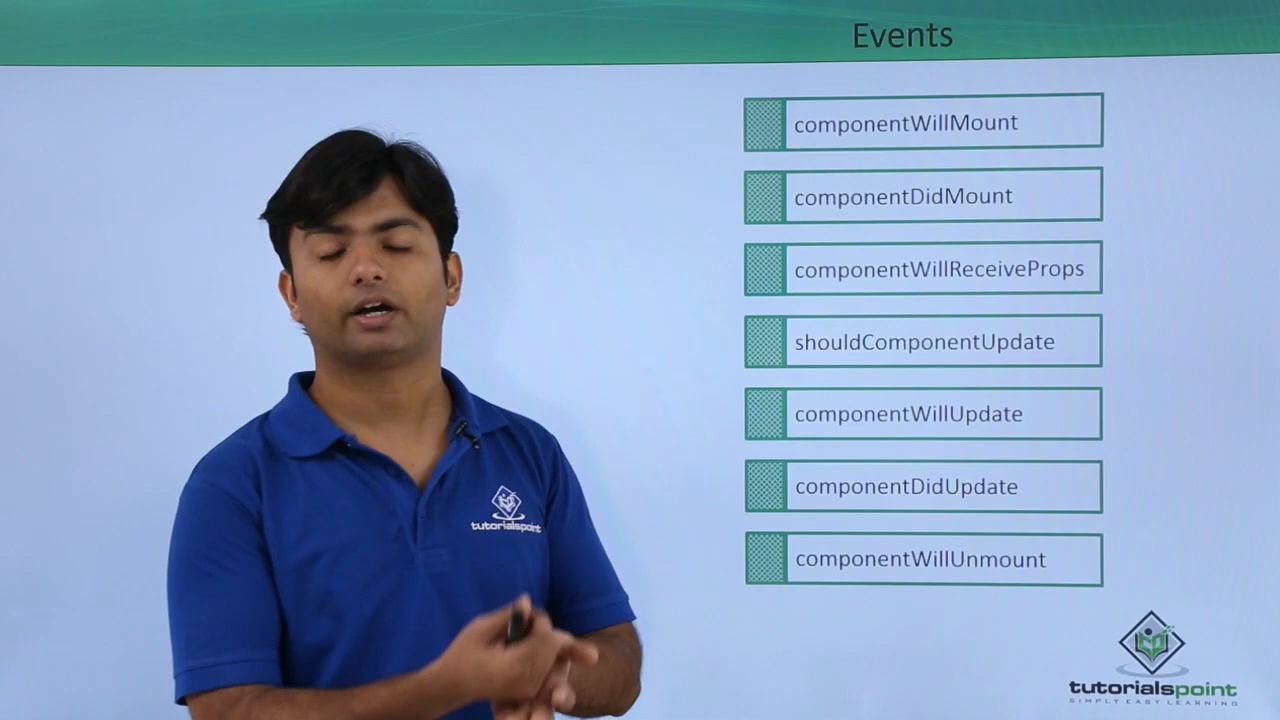 Events
componentWillMount
componentDidMount
componentWillReceiveProps
shouldComponentUpdate
componentWillUpdate
componentDidUpdate
componentWillUnmount
tutorialspoint
tutorialspoint
SIMPLY EASY LEARNING